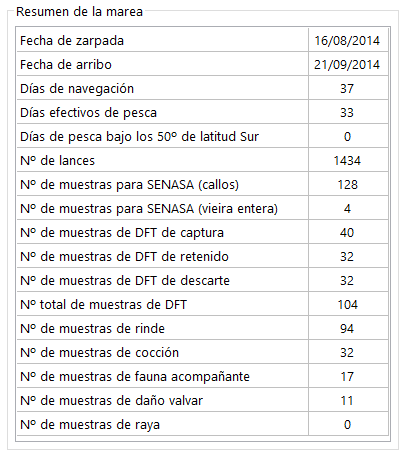 Resumen de la marea
Fecha de zarpada 16/08/2014
Fecha de arribo 21/09/2014
Días de navegación 37
Días efectivos de pesca 33
Días de pesca bajo los 50º de latitud Sur 0
Nº de lances 1434
Nº de muestras para SENASA (callos) 128
Nº de muestras para SENASA (vieira entera) 4
Nº de muestras de DFT de captura 40
Nº de muestras de DFT de retenido 32
Nº de muestras de DFT de descarte 32
Nº total de muestras de DFT 104
Nº de muestras de rinde 94
Nº de muestras de cocción 32
Nº de muestras de fauna acompañante 17
Nº de muestras de daño valvar 11
Nº de muestras de raya 0